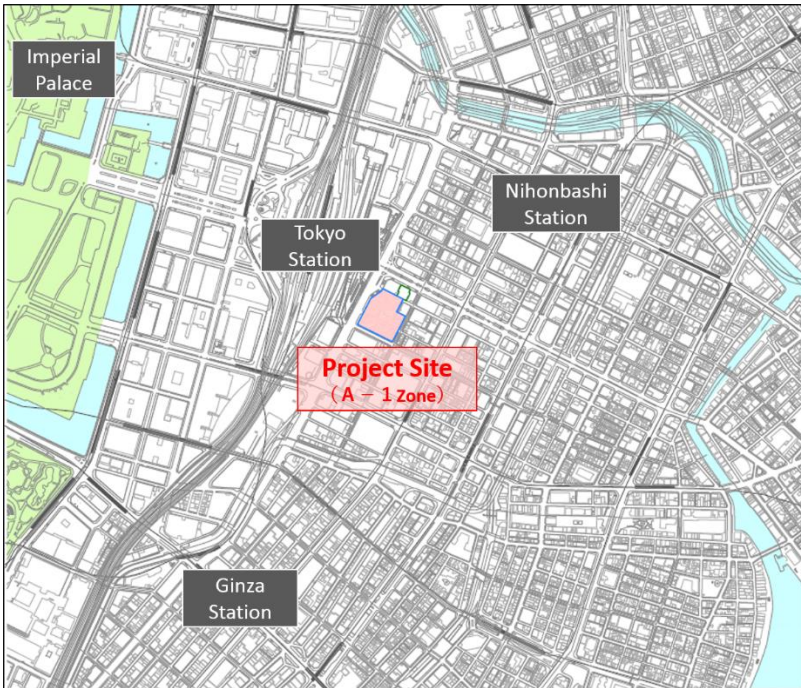 Imperial
Palace
Nihonbashi
Station
Tokyo
Station
Project Site
（A － 1 Zone）
Ginza
Station